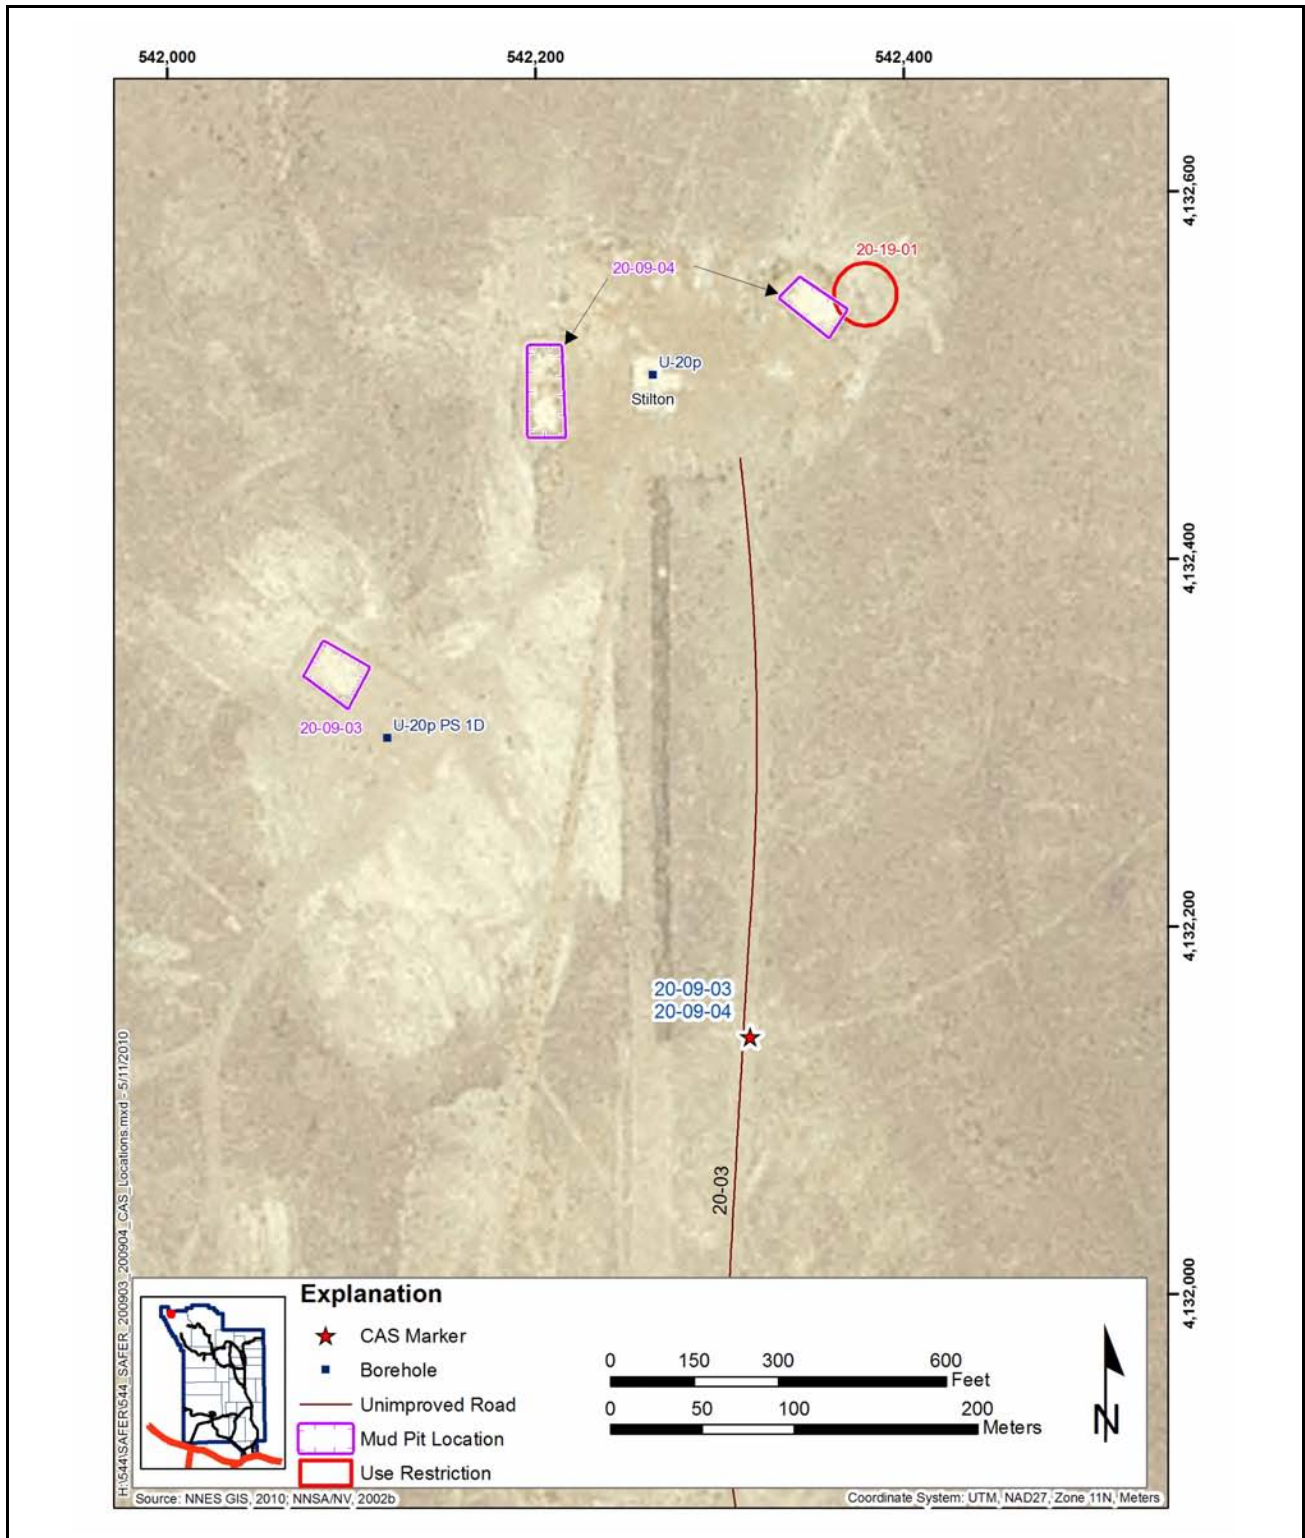 542,000
542,200
542,400
4,132,600
20-19-01
20-09-04
U-20p
Stilton
4,132,400
20-09-03
U-20p PS 1D
4,132,200
20-09-03
20-09-04
20-03
4,132,000
H:\544\SAFER\544_SAFER_200903_200904_CAS_Locations.mxd - 5/11/2010
Explanation
CAS Marker
Borehole
Unimproved Road
Mud Pit Location
Use Restriction
0 150 300 600
Feet
0 50 100 200
Meters
N
Source: NNES GIS, 2010; NNSA/NV, 2002b
Coordinate System: UTM, NAD27, Zone 11N, Meters